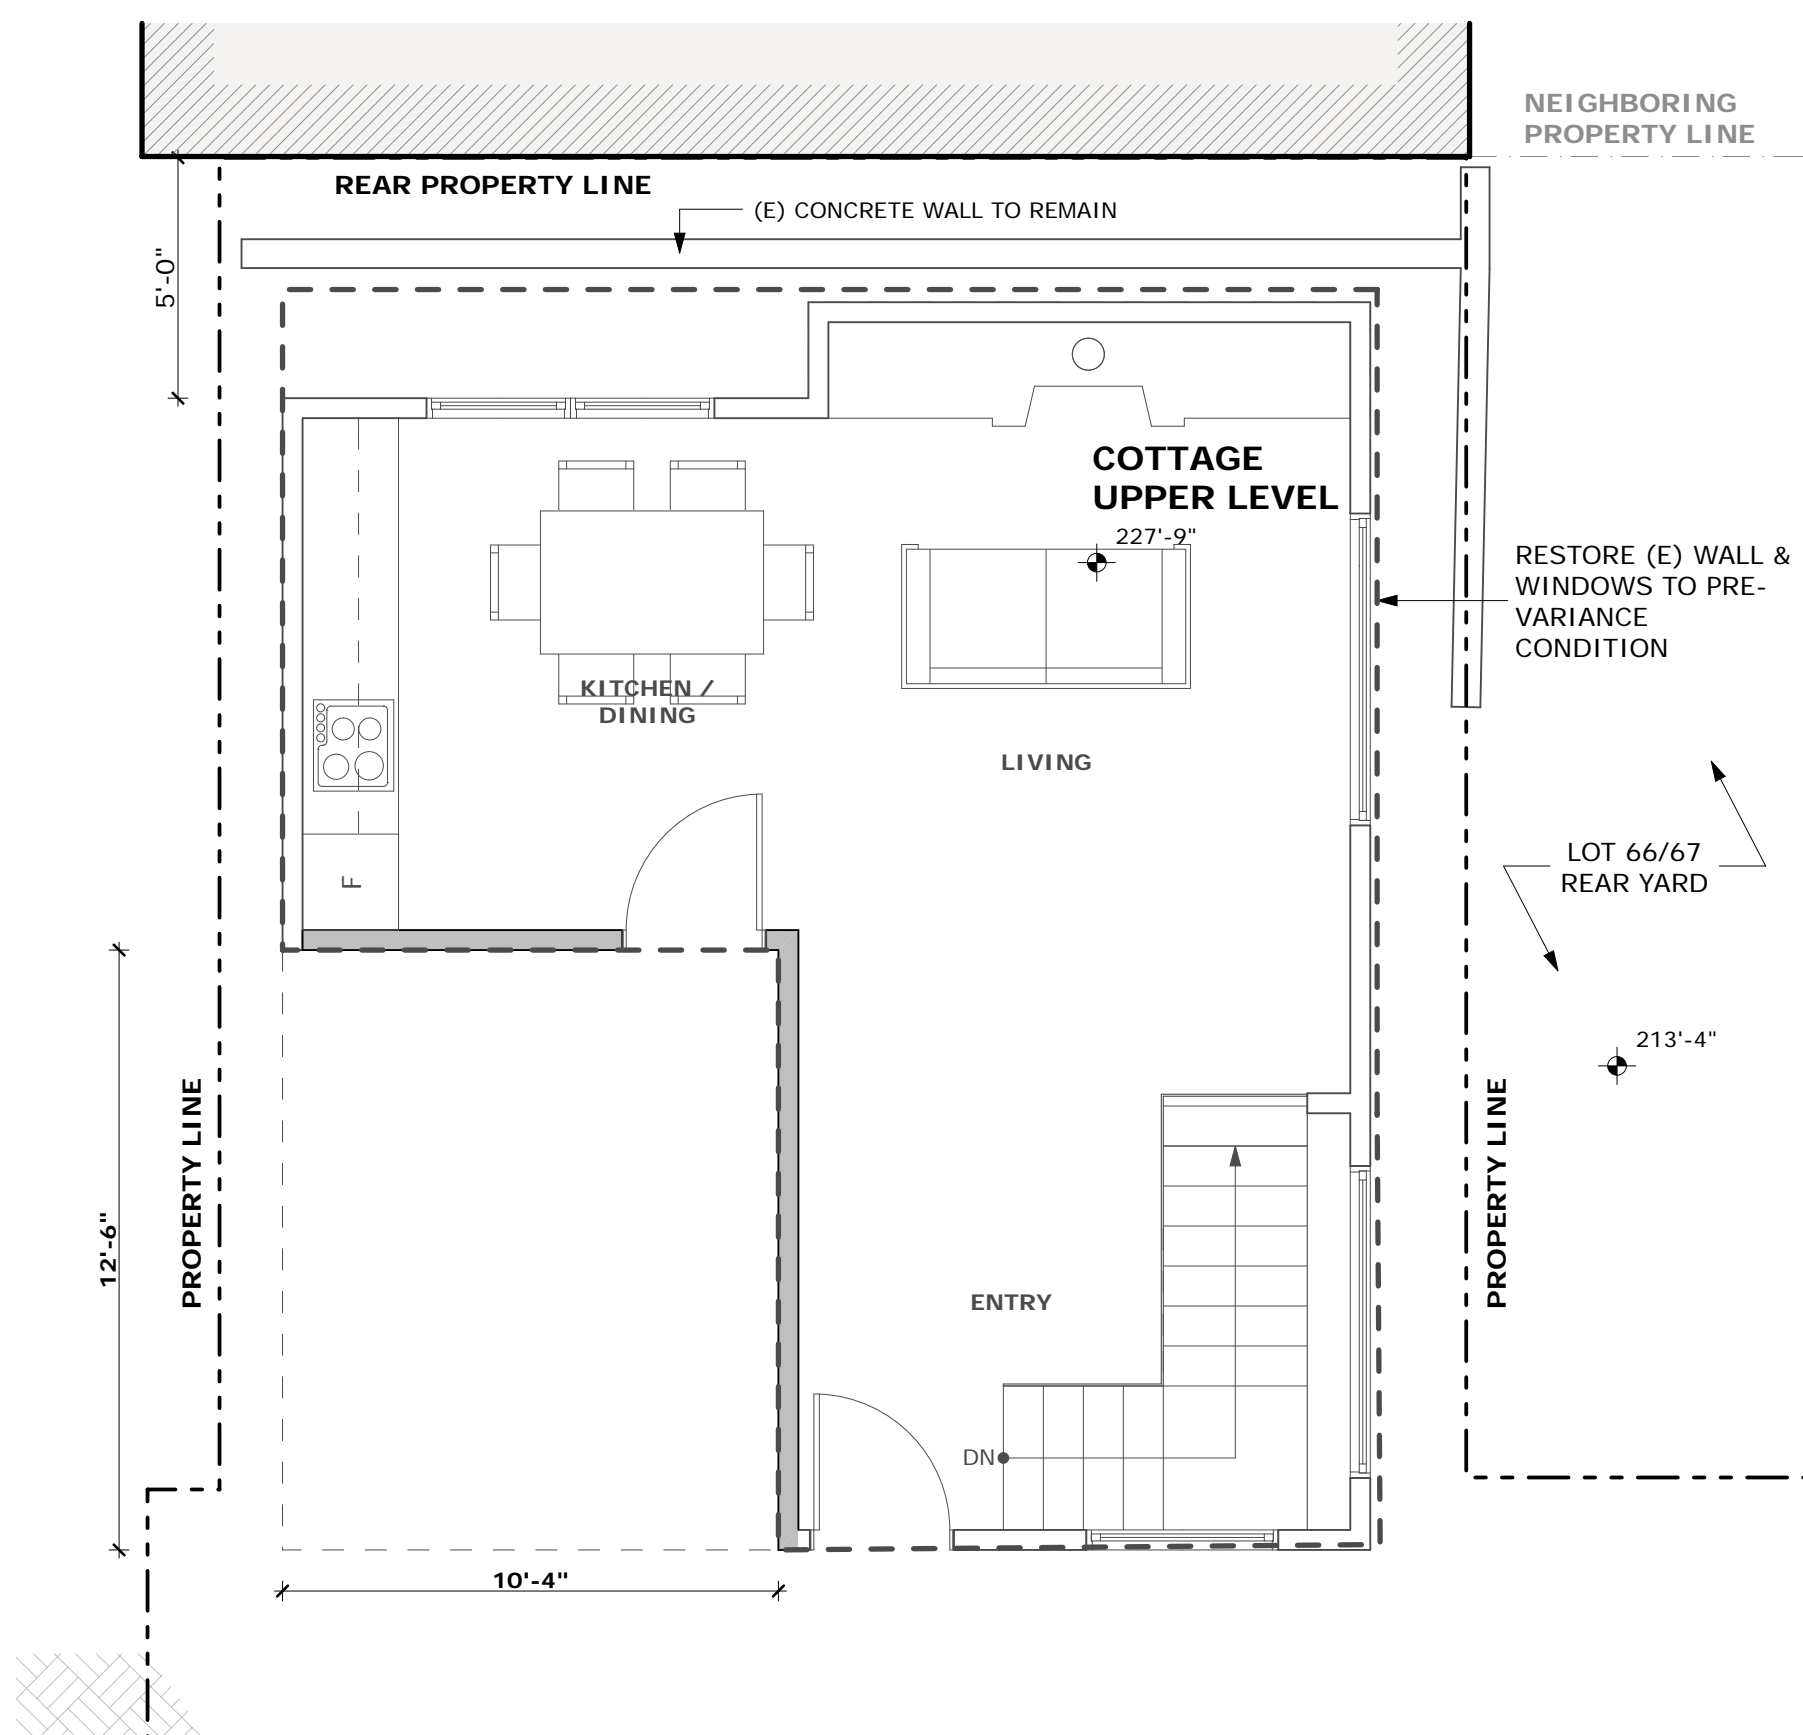 NEIGHBORING
PROPERTY LINE
REAR PROPERTY LINE
(E) CONCRETE WALL TO REMAIN
5'-0"
COTTAGE
UPPER LEVEL
227'-9"
RESTORE (E) WALL &
WINDOWS TO PRE-
VARIANCE
CONDITION
KITCHEN /
DINING
LIVING
LOT 66/67
REAR YARD
F
213'-4"
PROPERTY LINE
PROPERTY LINE
12'-6"
ENTRY
DN
10'-4"